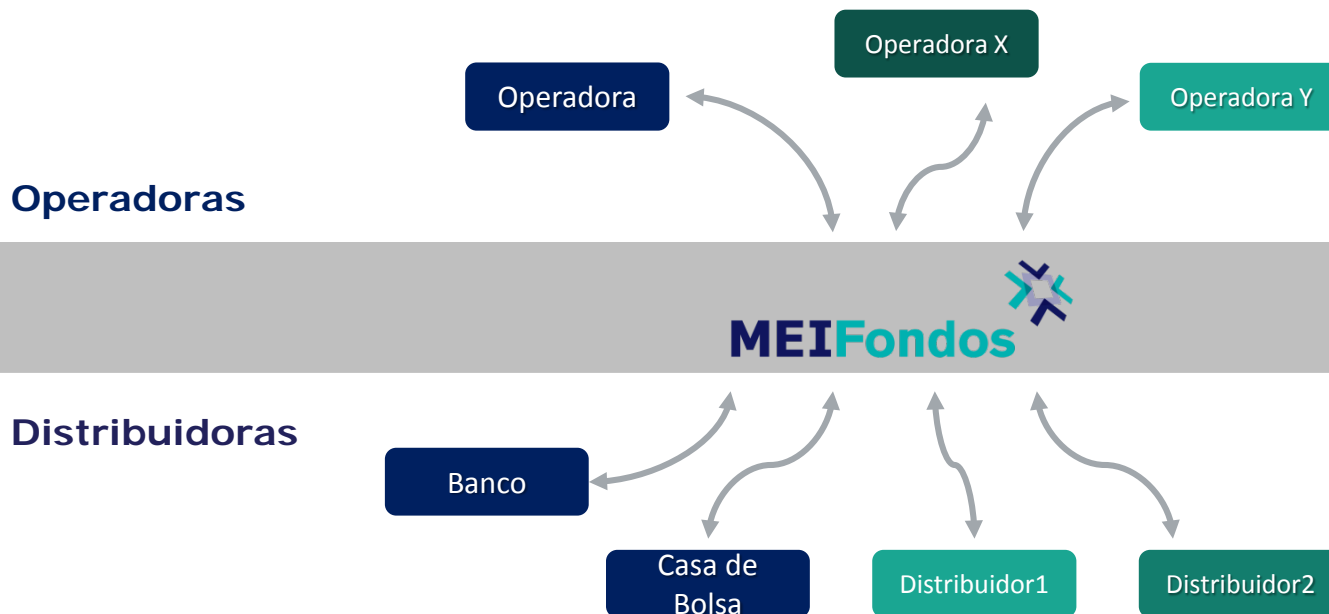 Operadora X
Operadora
Operadora Y
Operadoras
MEIFondos
Distribuidoras
Banco
Casa de
Bolsa
Distribuidor1
Distribuidor2